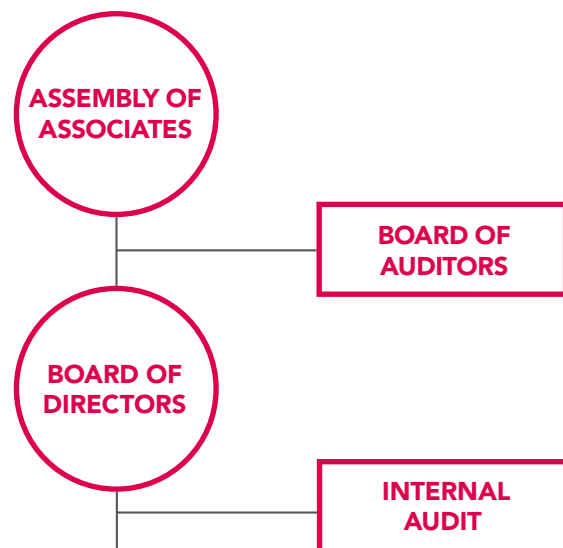 ASSEMBLY OF
ASSOCIATES
BOARD OF
AUDITORS
BOARD OF
DIRECTORS
INTERNAL
AUDIT